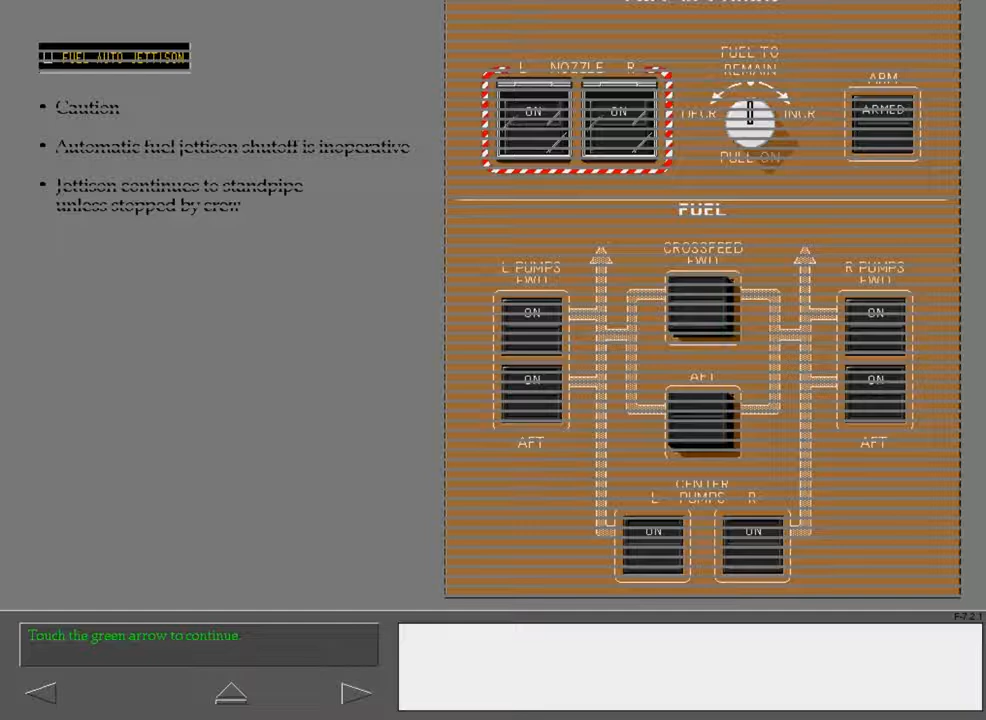 □ FUEL AUTO JETTISON
• Caution
• Automatic fuel jettison shutoff is inoperative
• Jettison continues to standpipe
unless stopped by crew
L NOZZLE R
ON
ON
FUEL TO
REMAIN
DECR
INCR
PULL ON
ARM
ARMED
FUEL
L PUMPS
FWD
ON
ON
AFT
CROSSFEED
FWD
AFT
R PUMPS
FWD
ON
ON
AFT
CENTER
L PUMPS R
ON
ON
F-7.2.1
Touch the green arrow to continue.